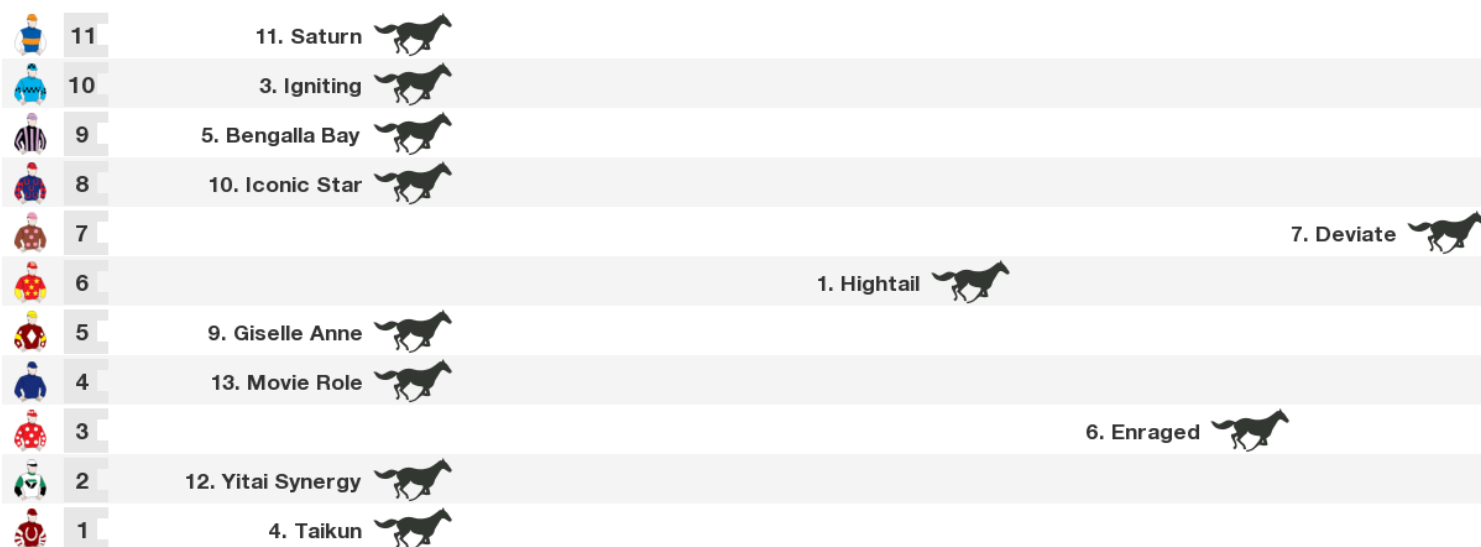 11 11. Saturn
10 3. Igniting
9 5. Bengalla Bay
8 10. Iconic Star
7 7. Deviate
6 1. Hightail
5 9. Giselle Anne
4 13. Movie Role
3 6. Enraged
2 12. Yitai Synergy
1 4. Taikun